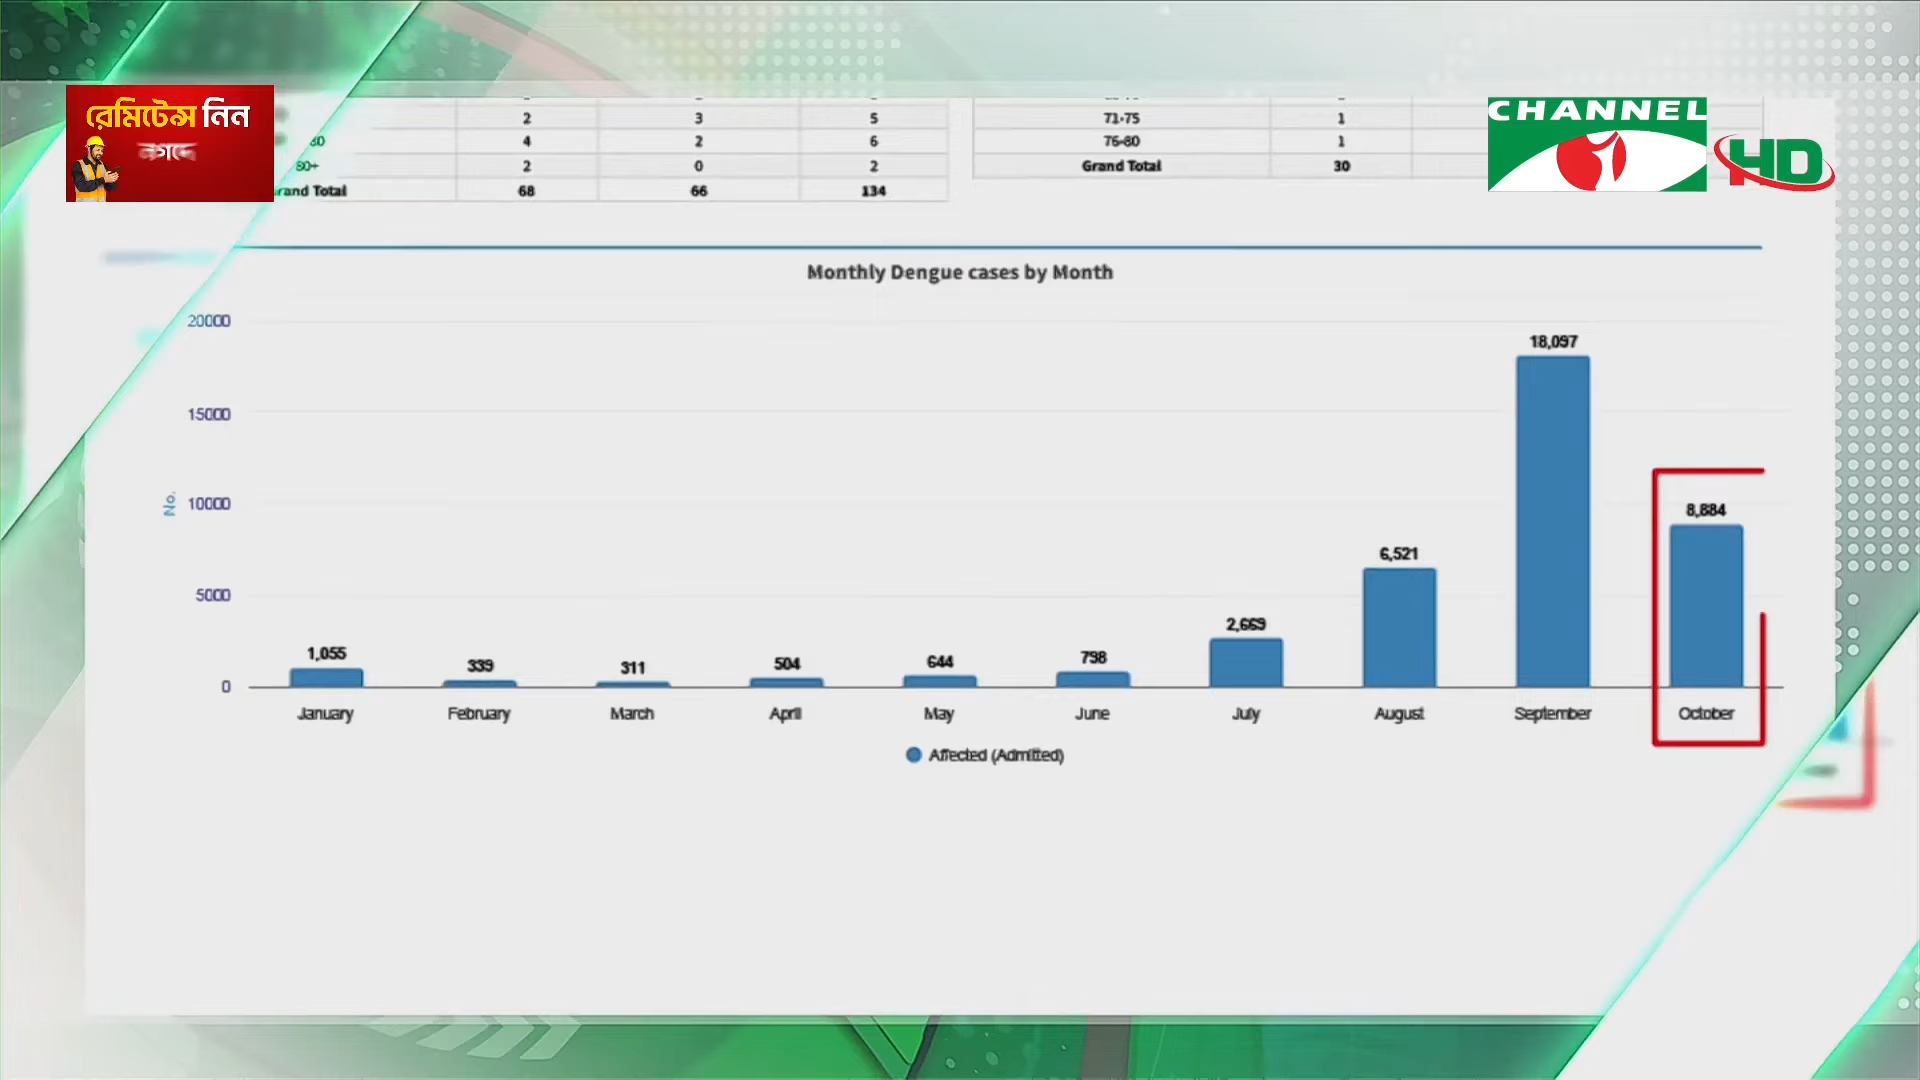 রেমিটেন্স নিন
নগদে
CHANNEL
HD
2 3 5
4 2 6
80+ 2 0 2
Grand Total 68 66 134
71-75 1
76-80 1
Grand Total 30
Monthly Dengue cases by Month
No.
20000
15000
10000
5000
0
1,055
339
311
504
644
798
2,669
6,521
18,097
8,884
January February March April May June July August September October
Affected (Admitted)